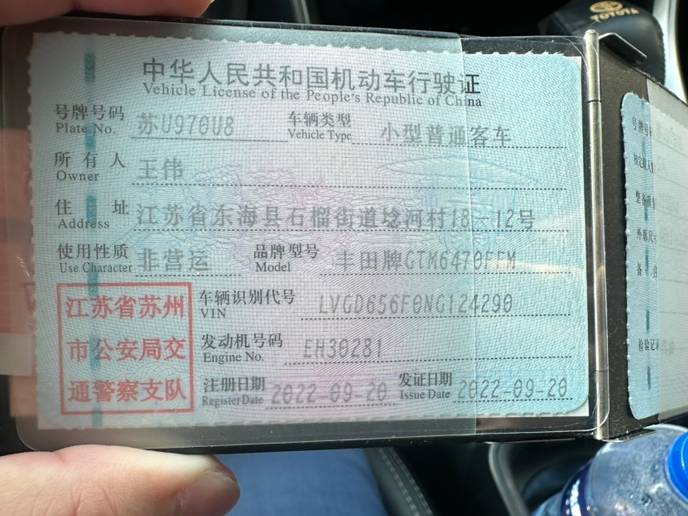 中华人民共和国机动车行驶证
Vehicle License of the People's Republic of China
号牌号码 苏U970U8 车辆类型 小型普通客车
Plate No. Vehicle Type
所有人 王伟
Owner
住址 江苏省东海县石榴街道埝河村18-12号
Address
使用性质 非营运 品牌型号 丰田牌GTM6470FFM
Use Character Model
江苏省苏州
市公安局交
通警察支队
车辆识别代号 LVGD656F0NG124290
VIN
发动机号码 EH30281
Engine No.
注册日期 2022-09-20 发证日期 2022-09-20
Register Date Issue Date
TOYOTA